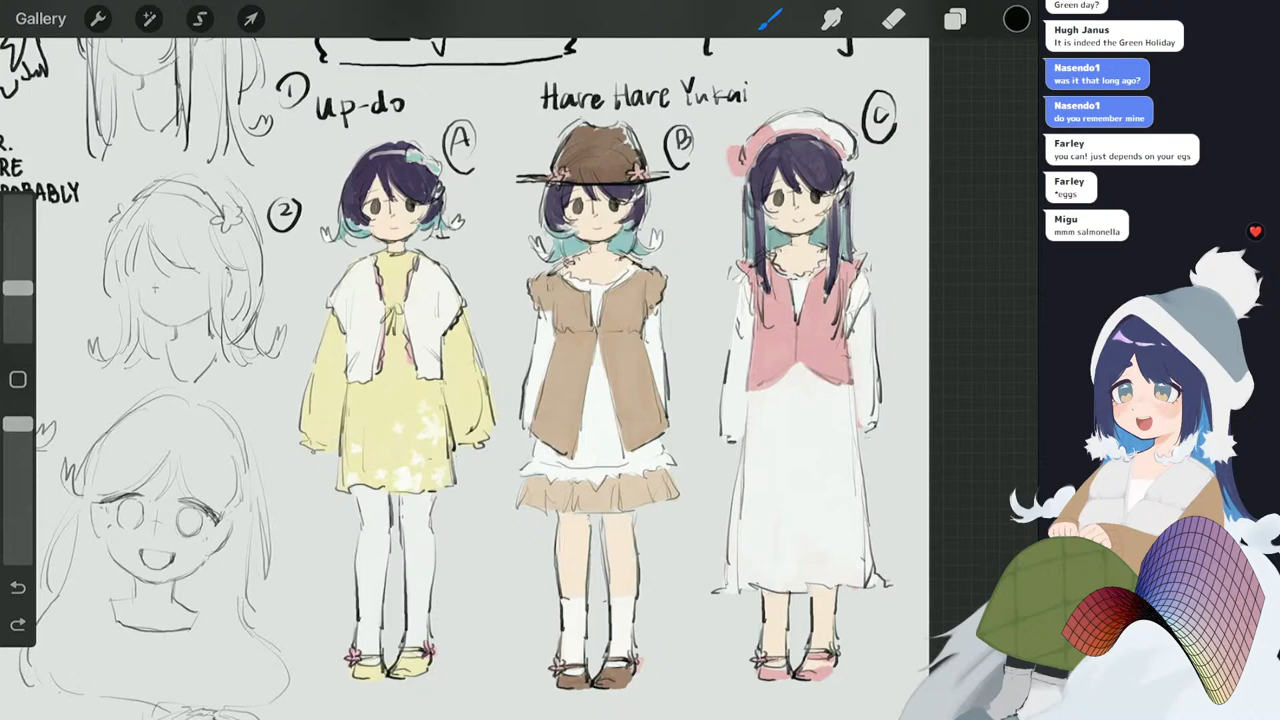 Gallery
Green day?
Hugh Janus
It is indeed the Green Holiday
Nasendo1
was it that long ago?
Nasendo1
do you remember mine
Farley
you can! just depends on your egs
Farley
*eggs
Migu
mmm salmonella
1
up-do
Hare Hare Yukai
A
B
C
R.
RE
OBABLY
2